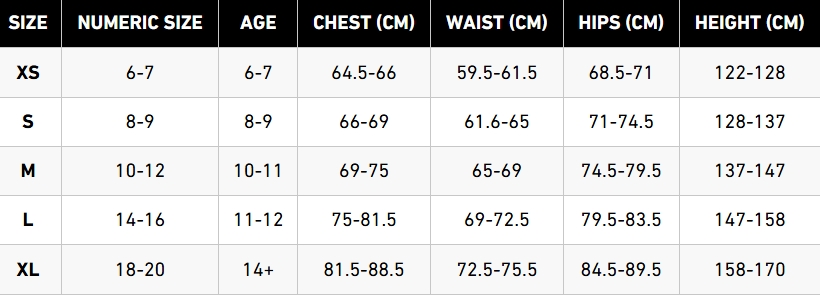 SIZE NUMERIC SIZE AGE CHEST (CM) WAIST (CM) HIPS (CM) HEIGHT (CM)
XS 6-7 6-7 64.5-66 59.5-61.5 68.5-71 122-128
S 8-9 8-9 66-69 61.6-65 71-74.5 128-137
M 10-12 10-11 69-75 65-69 74.5-79.5 137-147
L 14-16 11-12 75-81.5 69-72.5 79.5-83.5 147-158
XL 18-20 14+ 81.5-88.5 72.5-75.5 84.5-89.5 158-170